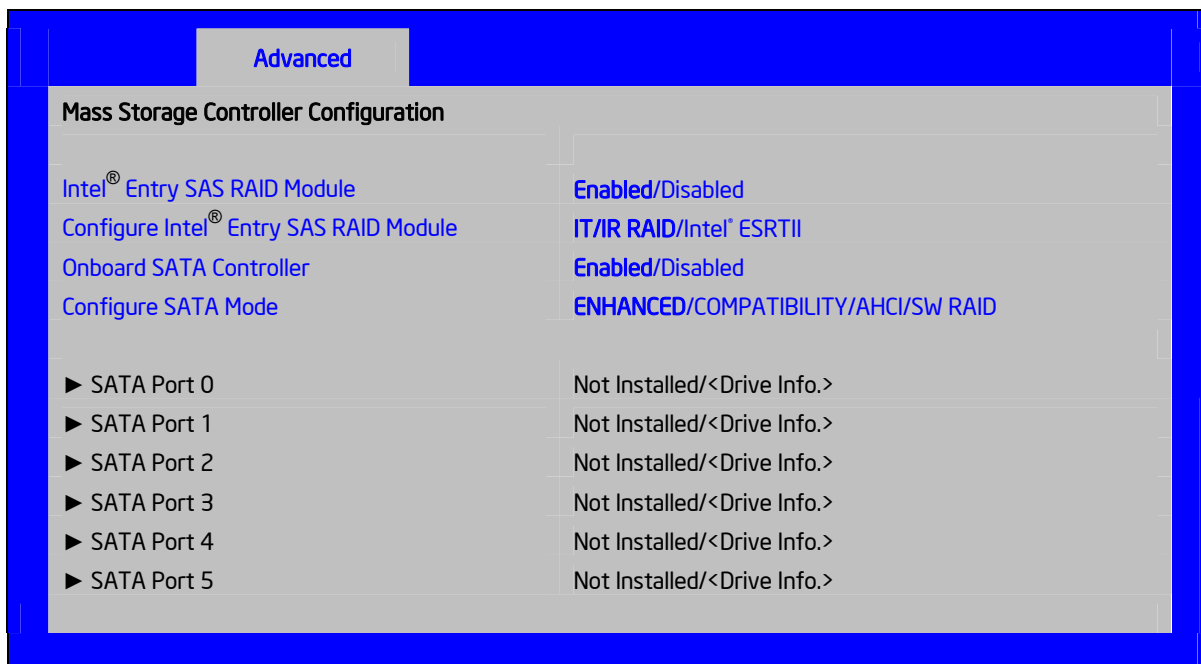 Advanced
Mass Storage Controller Configuration
Intel® Entry SAS RAID Module Enabled/Disabled
Configure Intel® Entry SAS RAID Module IT/IR RAID/Intel® ESRTII
Onboard SATA Controller Enabled/Disabled
Configure SATA Mode ENHANCED/COMPATIBILITY/AHCI/SW RAID
► SATA Port 0 Not Installed/<Drive Info.>
► SATA Port 1 Not Installed/<Drive Info.>
► SATA Port 2 Not Installed/<Drive Info.>
► SATA Port 3 Not Installed/<Drive Info.>
► SATA Port 4 Not Installed/<Drive Info.>
► SATA Port 5 Not Installed/<Drive Info.>